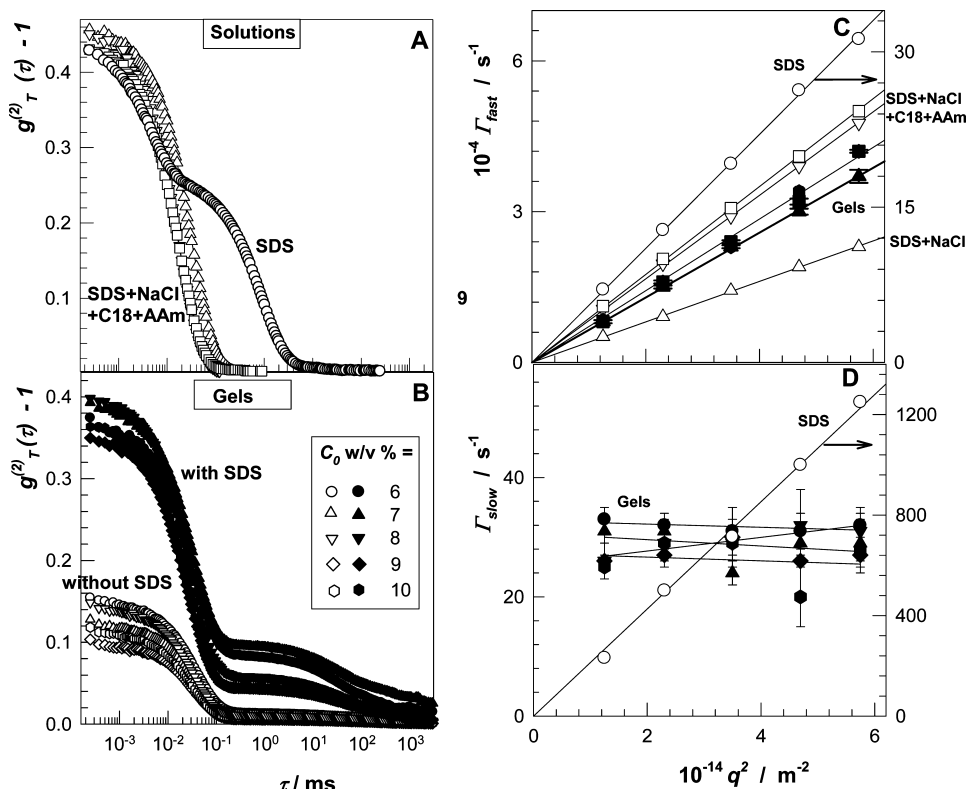 Solutions
A
g(2)T (τ) - 1
0.4
0.3
0.2
0.1
SDS
SDS+NaCl
+C18+AAm
Gels
B
g(2)T (τ) - 1
0.4
0.3
0.2
0.1
0.0
with SDS
without SDS
C0 w/v % =
6
7
8
9
10
10-3 10-2 10-1 100 101 102 103
τ / ms
9
C
10-4 Γfast / s-1
6
3
0
30
15
0
SDS
SDS+NaCl
+C18+AAm
Gels
SDS+NaCl
D
Γslow / s-1
40
20
0
1200
800
400
0
SDS
Gels
0 2 4 6
10-14 q2 / m-2